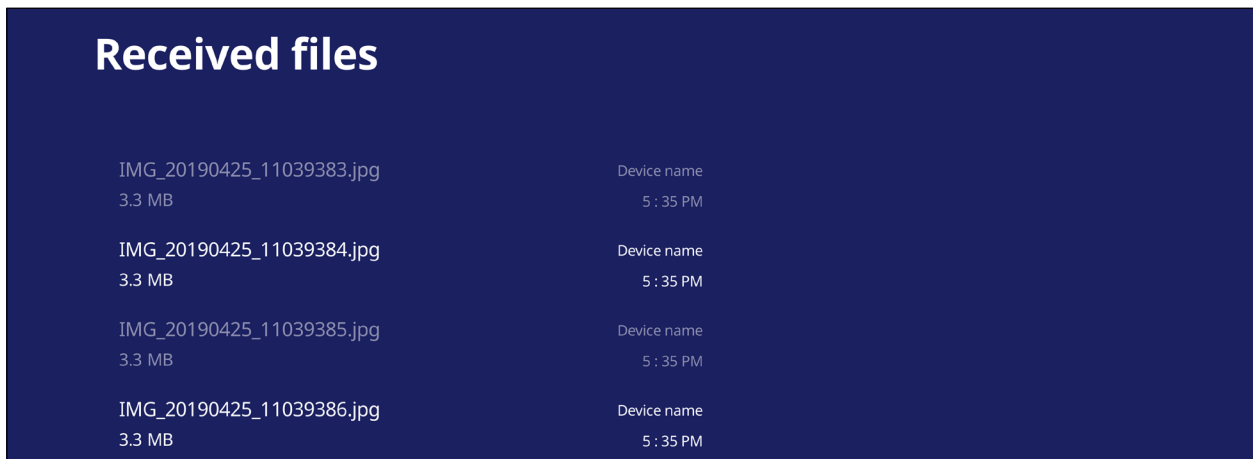 Received files
IMG_20190425_11039383.jpg Device name
3.3 MB 5 : 35 PM
IMG_20190425_11039384.jpg Device name
3.3 MB 5 : 35 PM
IMG_20190425_11039385.jpg Device name
3.3 MB 5 : 35 PM
IMG_20190425_11039386.jpg Device name
3.3 MB 5 : 35 PM